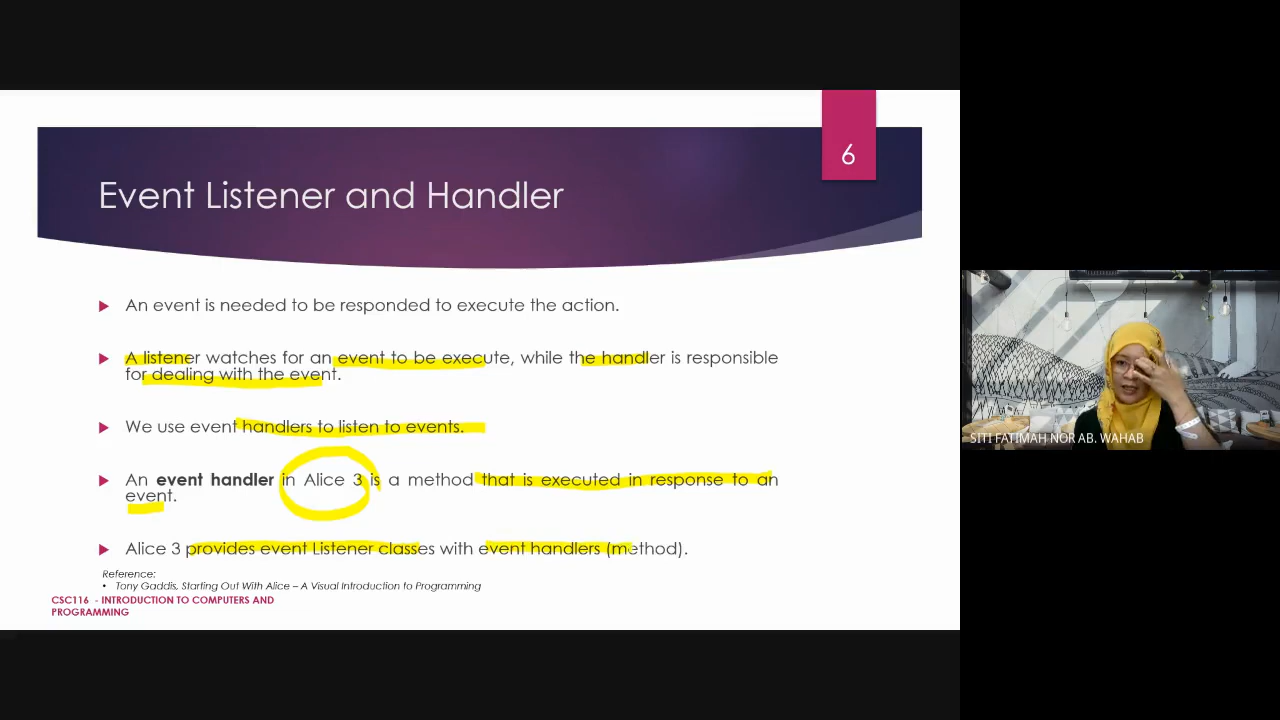 6
Event Listener and Handler
An event is needed to be responded to execute the action.
A listener watches for an event to be execute, while the handler is responsible
for dealing with the event.
We use event handlers to listen to events.
An event handler in Alice 3 is a method that is executed in response to an
event.
Alice 3 provides event Listener classes with event handlers (method).
Reference:
• Tony Gaddis, Starting Out With Alice – A Visual Introduction to Programming
CSC116 - INTRODUCTION TO COMPUTERS AND
PROGRAMMING
SITI FATIMAH NOR AB. WAHAB